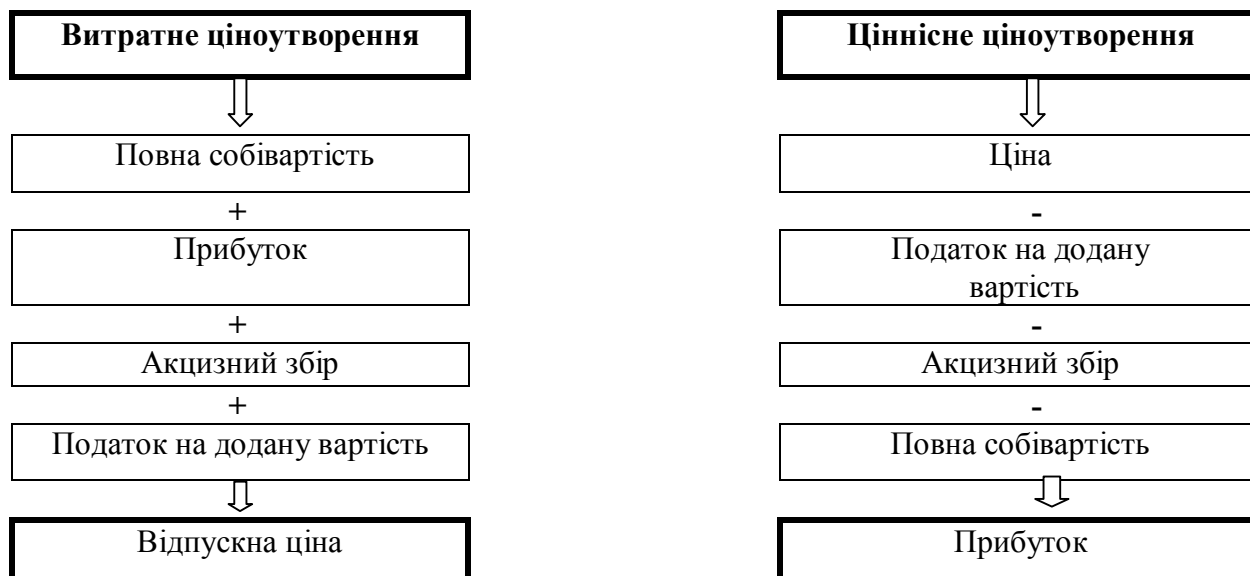 Витратне ціноутворення
Повна собівартість
+
Прибуток
+
Акцизний збір
+
Податок на додану вартість
Відпускна ціна
Ціннісне ціноутворення
Ціна
-
Податок на додану
вартість
-
Акцизний збір
-
Повна собівартість
Прибуток